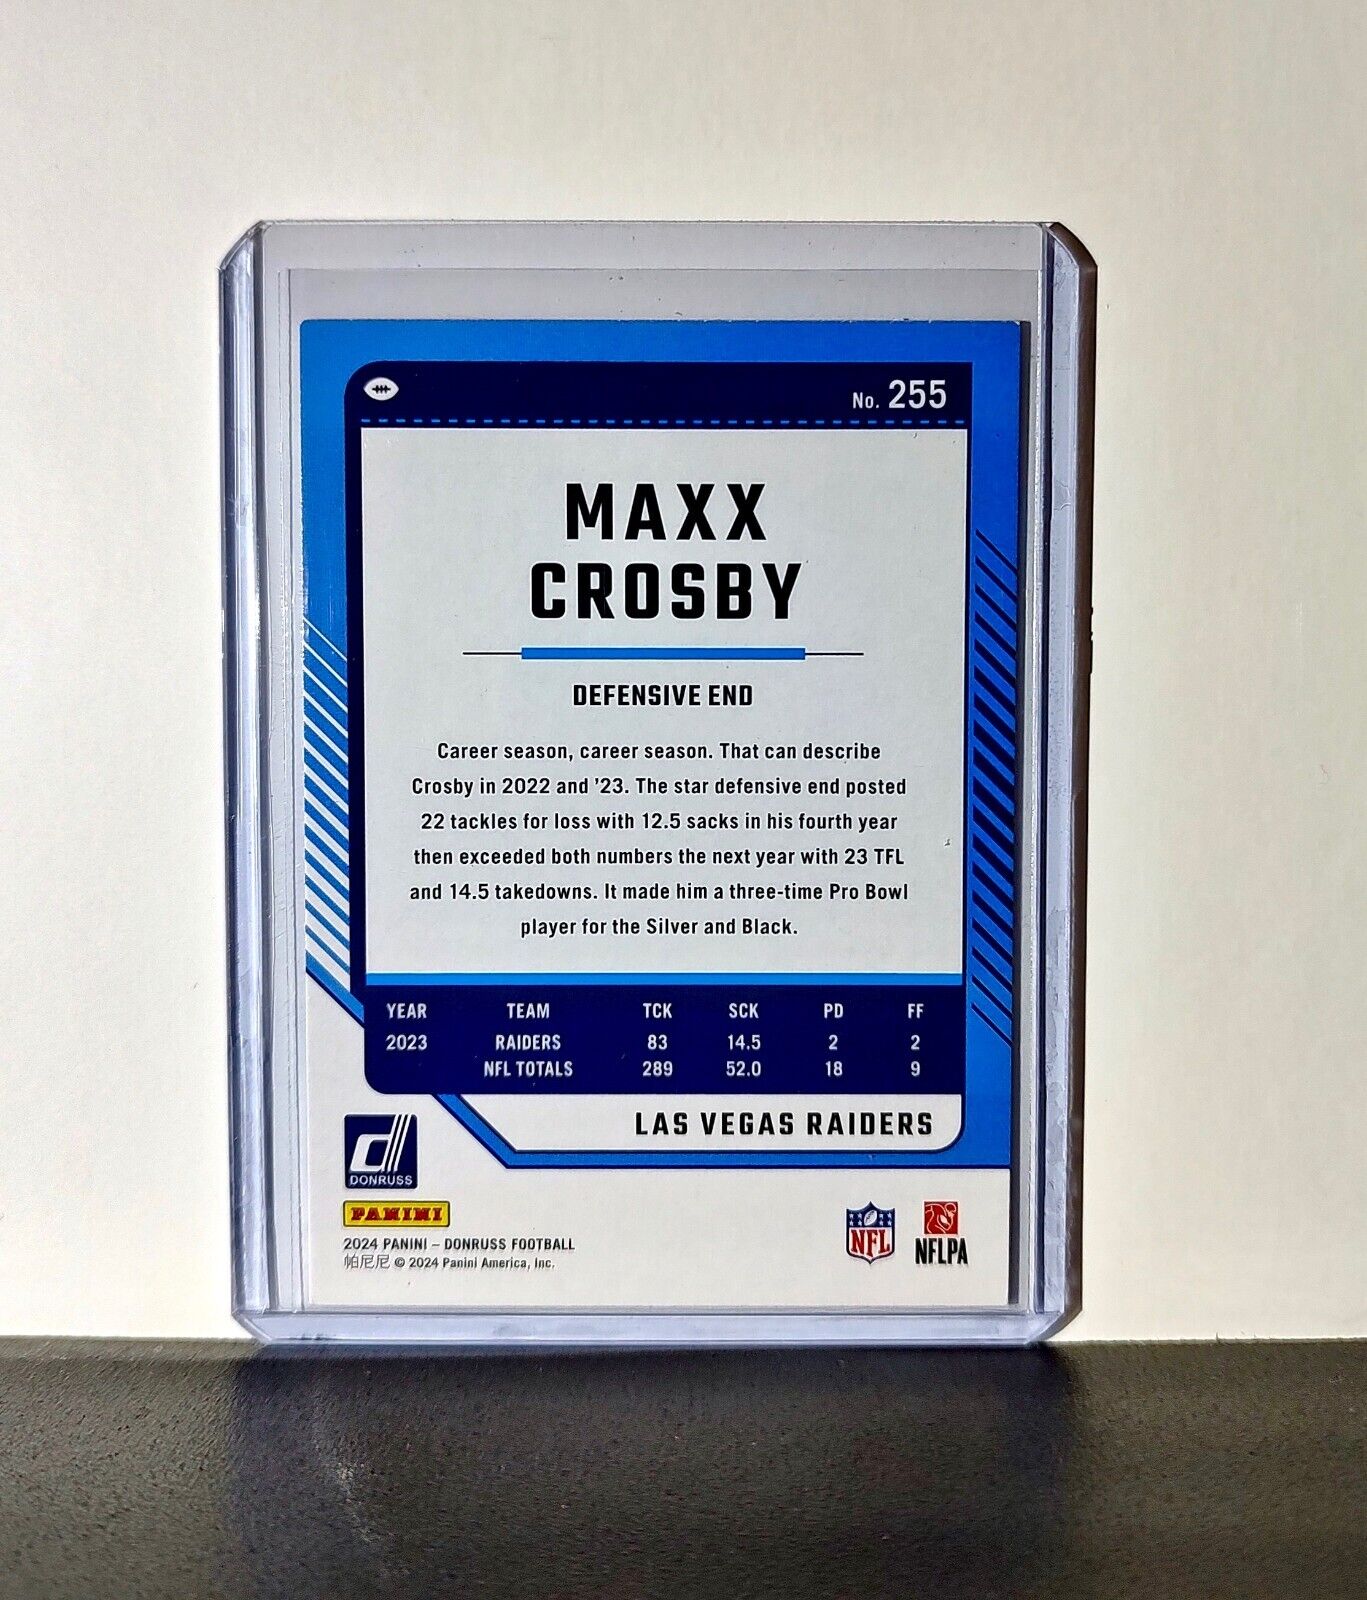 No. 255
MAXX
CROSBY
DEFENSIVE END
Career season, career season. That can describe
Crosby in 2022 and ’23. The star defensive end posted
22 tackles for loss with 12.5 sacks in his fourth year
then exceeded both numbers the next year with 23 TFL
and 14.5 takedowns. It made him a three-time Pro Bowl
player for the Silver and Black.
YEAR TEAM TCK SCK PD FF
2023 RAIDERS 83 14.5 2 2
NFL TOTALS 289 52.0 18 9
LAS VEGAS RAIDERS
d
DONRUSS
PANINI
2024 PANINI – DONRUSS FOOTBALL
帕尼尼 © 2024 Panini America, Inc.
NFL
NFLPA